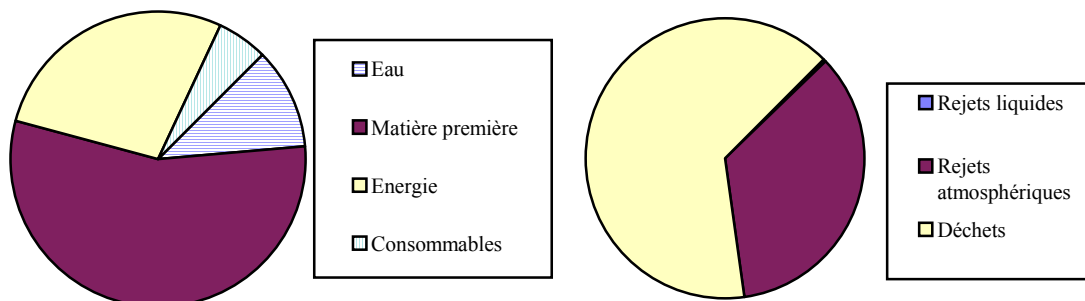 Eau
Matière première
Energie
Consommables
Rejets liquides
Rejets
atmosphériques
Déchets